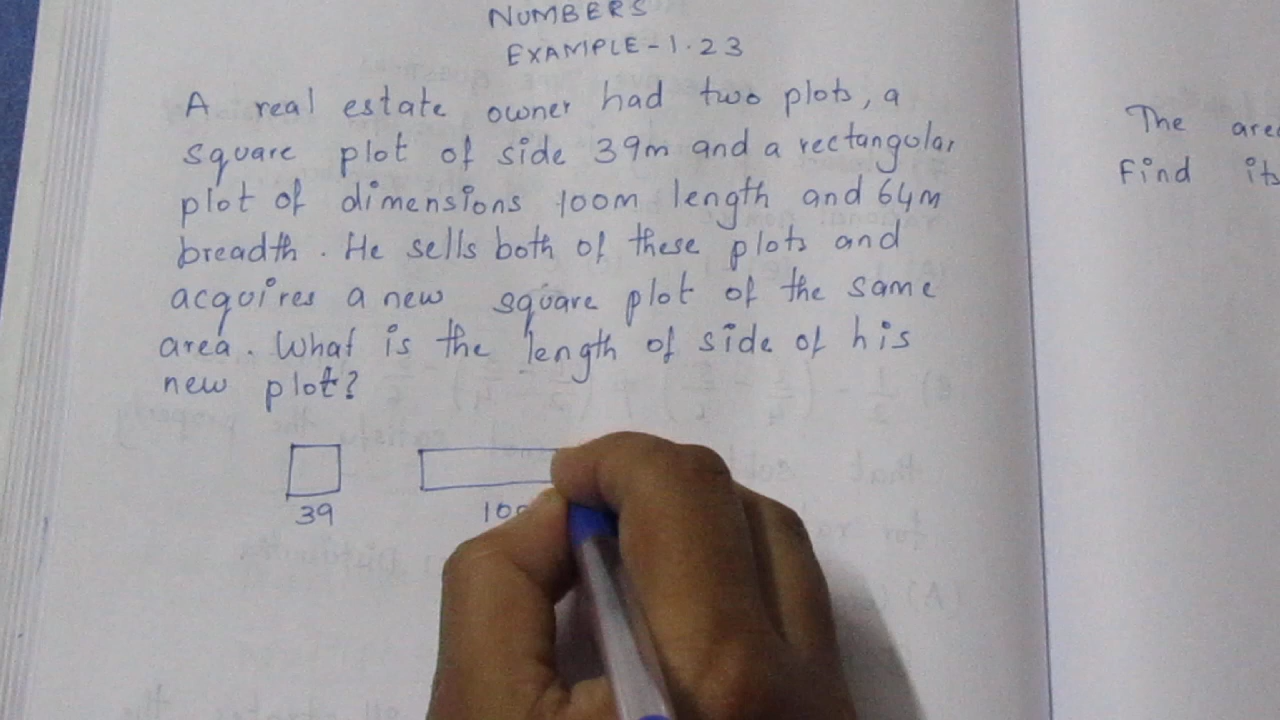 NUMBERS
EXAMPLE-1.23
A real estate owner had two plots, a
square plot of side 39m and a rectangular
plot of dimensions 100m length and 64m
breadth. He sells both of these plots and
acquires a new square plot of the same
area. What is the length of side of his
new plot?
39
The
Find